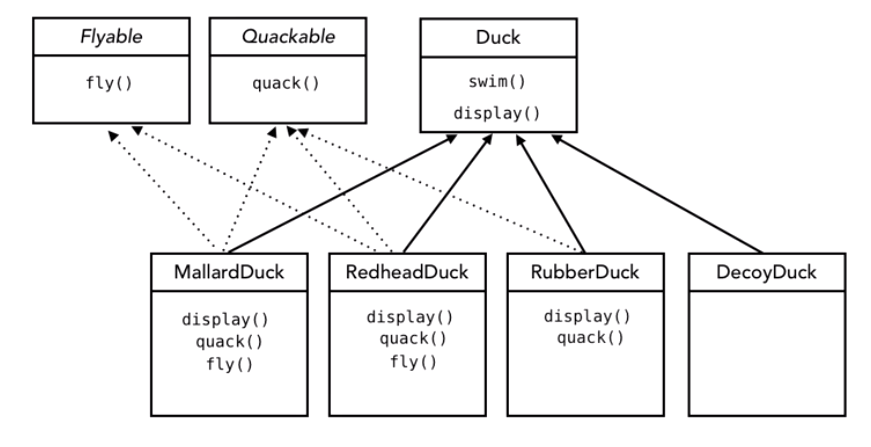 Flyable
fly()
Quackable
quack()
Duck
swim()
display()
MallardDuck
display()
quack()
fly()
RedheadDuck
display()
quack()
fly()
RubberDuck
display()
quack()
DecoyDuck